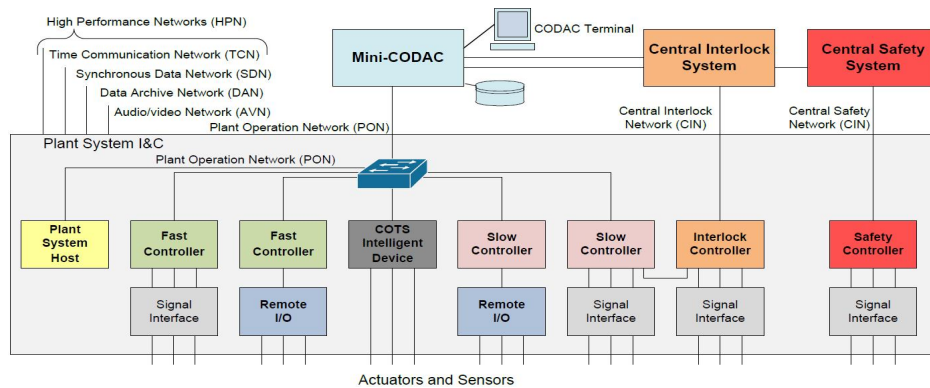 High Performance Networks (HPN)
Time Communication Network (TCN)
Synchronous Data Network (SDN)
Data Archive Network (DAN)
Audio/video Network (AVN)
Plant Operation Network (PON)
Mini-CODAC
CODAC Terminal
Central Interlock
System
Central Safety
System
Central Interlock
Network (CIN)
Central Safety
Network (CIN)
Plant System I&C
Plant Operation Network (PON)
Plant
System
Host
Fast
Controller
Fast
Controller
COTS
Intelligent
Device
Slow
Controller
Slow
Controller
Interlock
Controller
Safety
Controller
Signal
Interface
Remote
I/O
Remote
I/O
Signal
Interface
Signal
Interface
Signal
Interface
Actuators and Sensors